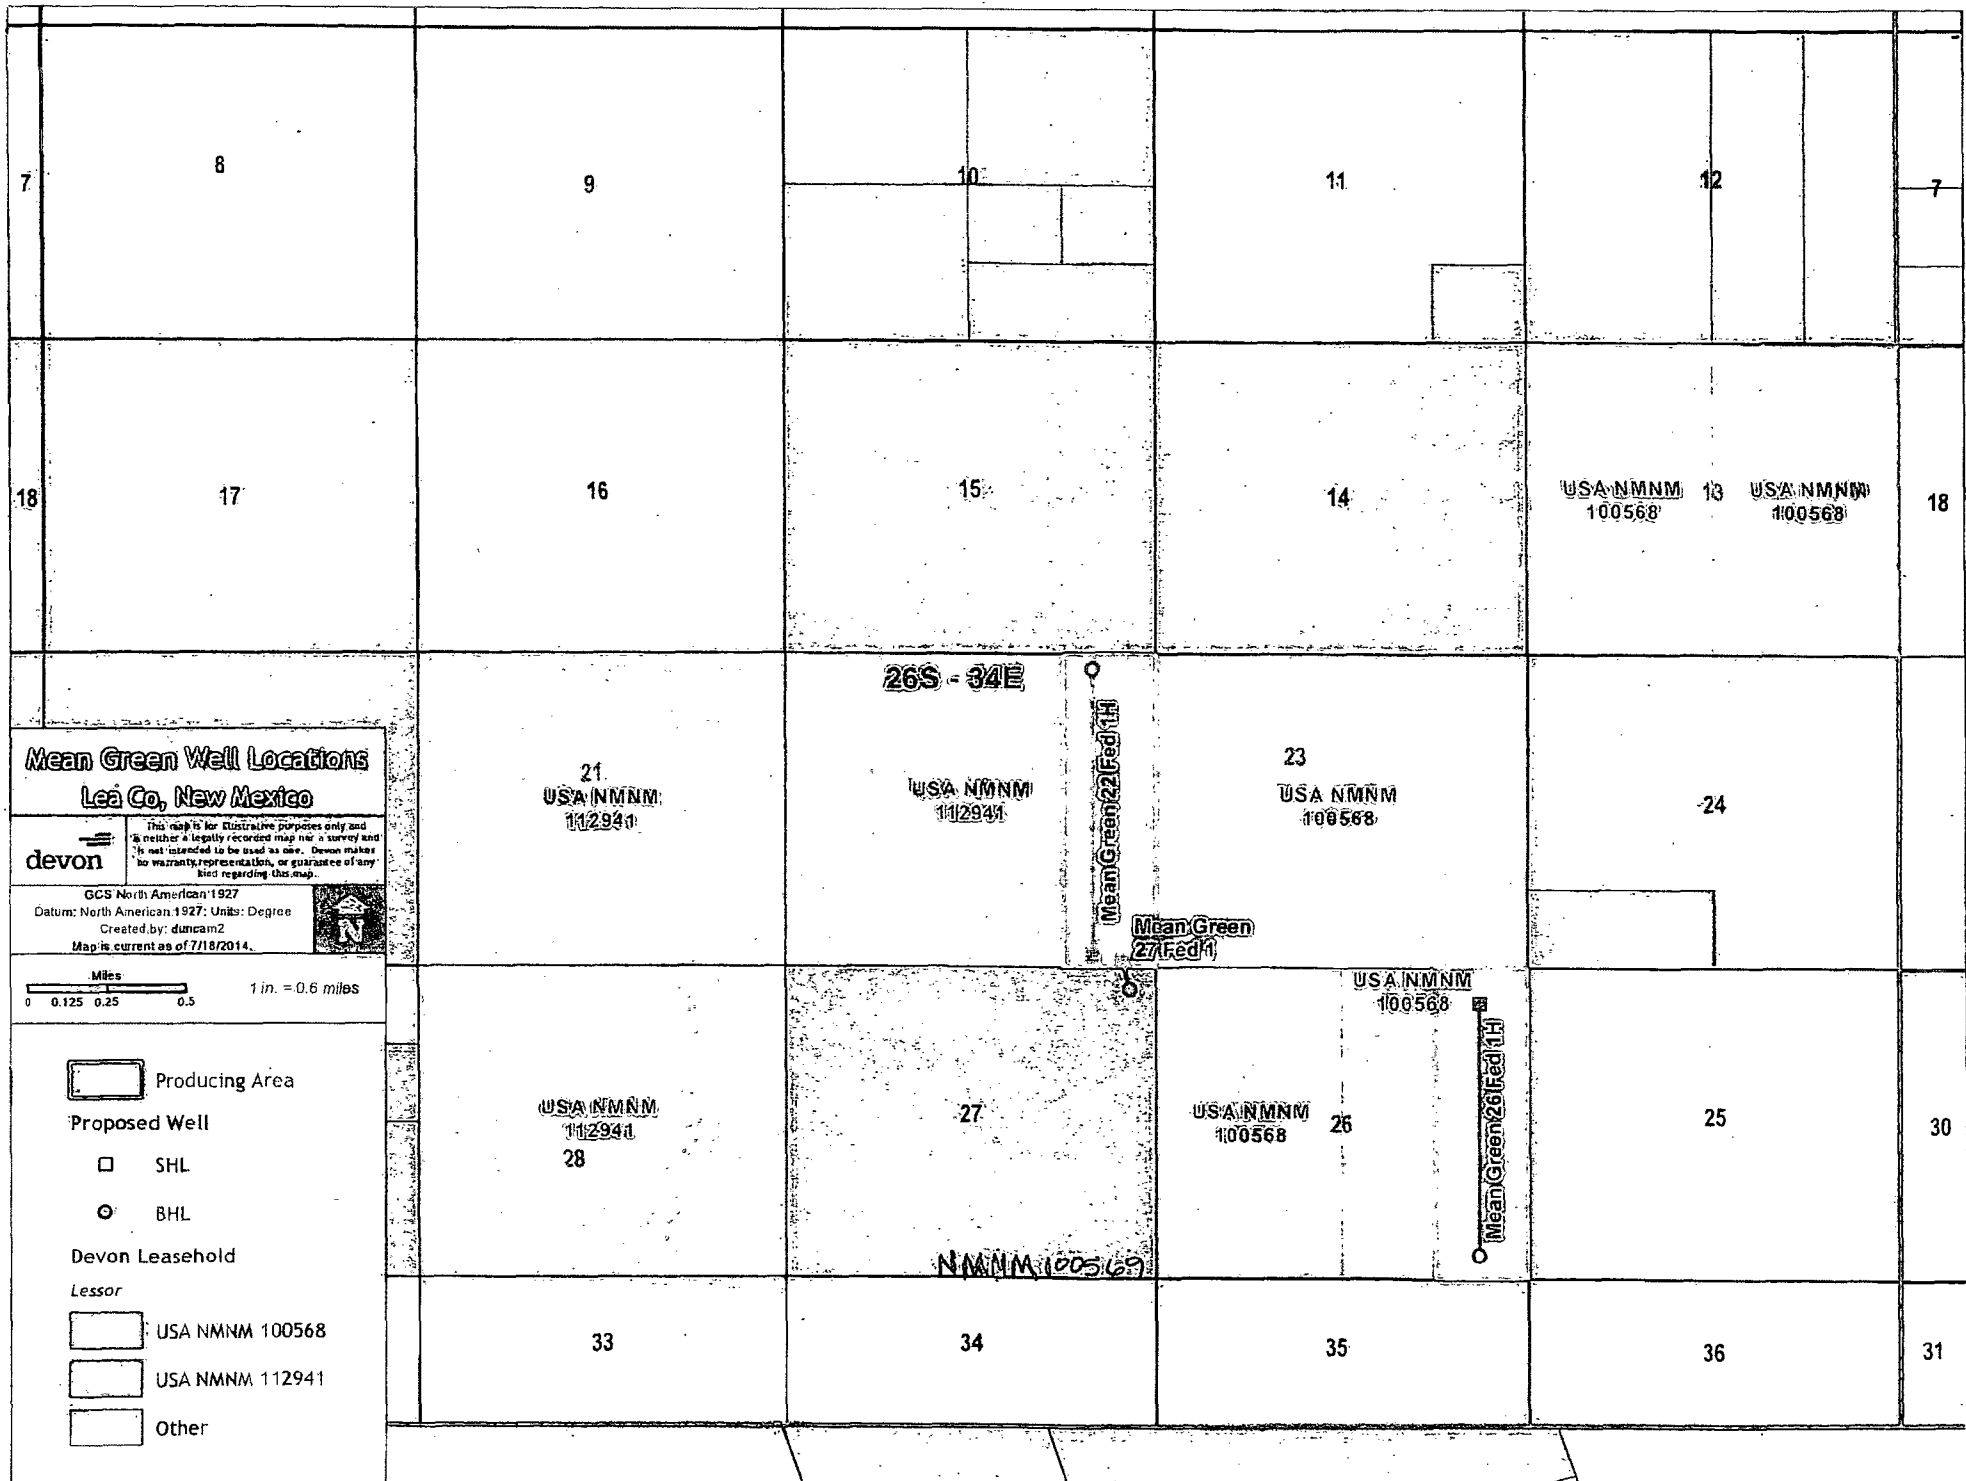 7
8
9
10
11
12
7
18
17
16
15
14
USA NMNM
100568
13
USA NMNM
100568
18
26S - 34E
Mean Green 22 Fed 1H
21
USA NMNM
112941
USA NMNM
112941
23
USA NMNM
100568
24
Mean Green
27 Fed 1
Mean Green Well Locations
Lea Co, New Mexico
devon
This map is for illustrative purposes only and
is neither a legally recorded map nor a survey and
is not intended to be used as one. Devon makes
no warranty, representation, or guarantee of any
kind regarding this map.
GCS North American 1927
Datum: North American 1927; Units: Degree
Created by: duncam2
Map is current as of 7/18/2014.
N
Miles
0 0.125 0.25 0.5
1 in. = 0.6 miles
Producing Area
Proposed Well
SHL
BHL
Devon Leasehold
Lessor
USA NMNM 100568
USA NMNM 112941
Other
USA NMNM
112941
28
27
NMNM 100569
USA NMNM
100568
26
USA NMNM
100568
Mean Green 26 Fed 1H
25
30
33
34
35
36
31